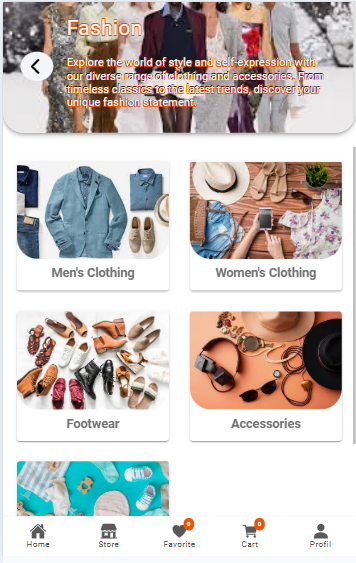 Fashion
Explore the world of style and self-expression with
our diverse range of clothing and accessories. From
timeless classics to the latest trends, discover your
unique fashion statement.
Men's Clothing
Women's Clothing
Footwear
Accessories
0
0
Home
Store
Favorite
Cart
Profil